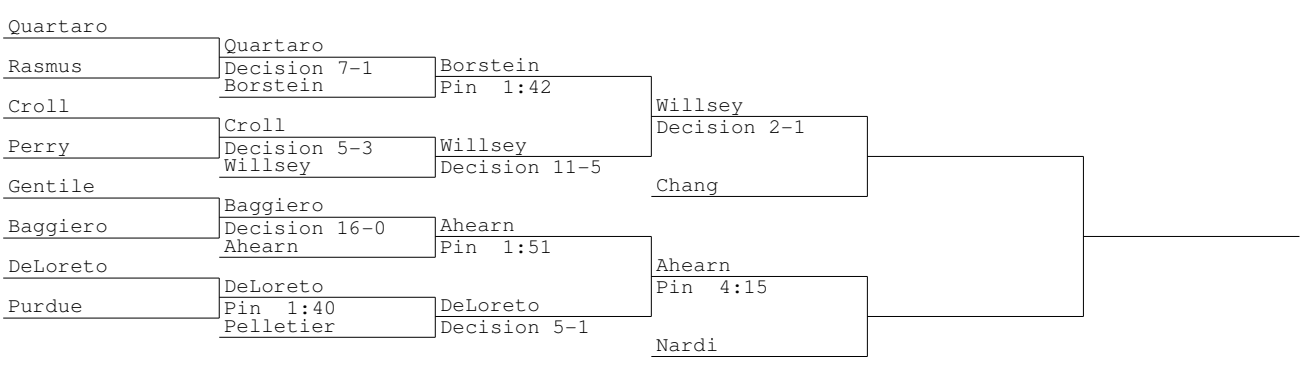 Quartaro
Rasmus
Croll
Perry
Gentile
Baggiero
DeLoreto
Purdue
Quartaro
Decision 7-1
Borstein
Croll
Decision 5-3
Willsey
Baggiero
Decision 16-0
Ahearn
DeLoreto
Pin 1:40
Pelletier
Borstein
Pin 1:42
Willsey
Decision 11-5
Ahearn
Pin 1:51
DeLoreto
Decision 5-1
Willsey
Decision 2-1
Chang
Ahearn
Pin 4:15
Nardi